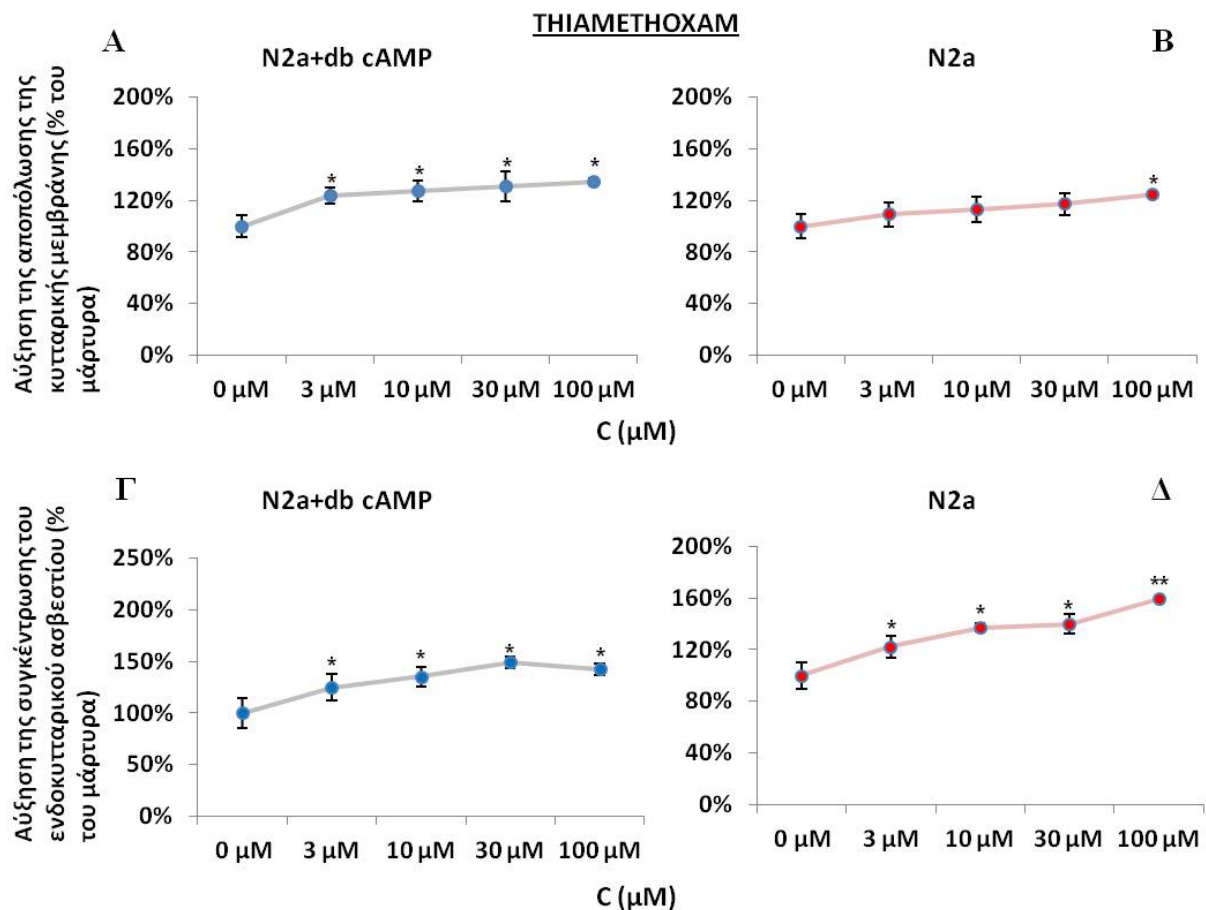 THIAMETHOXAM
Α
N2a+db cAMP
Αύξηση της αποπόλωσης της
κυτταρικής μεμβράνης (% του
μάρτυρα)
200%
160%
120%
80%
40%
0%
*
*
*
*
0 μM 3 μM 10 μM 30 μM 100 μM
N2a
Β
200%
160%
120%
80%
40%
0%
*
0 μM 3 μM 10 μM 30 μM 100 μM
C (μM)
Γ
N2a+db cAMP
Αύξηση της συγκέντρωσης του
ενδοκυτταρικού ασβεστίου (%
του μάρτυρα)
250%
200%
150%
100%
50%
0%
*
*
*
*
0 μM 3 μM 10 μM 30 μM 100 μM
N2a
Δ
200%
160%
120%
80%
40%
0%
*
*
*
**
0 μM 3 μM 10 μM 30 μM 100 μM
C (μM)